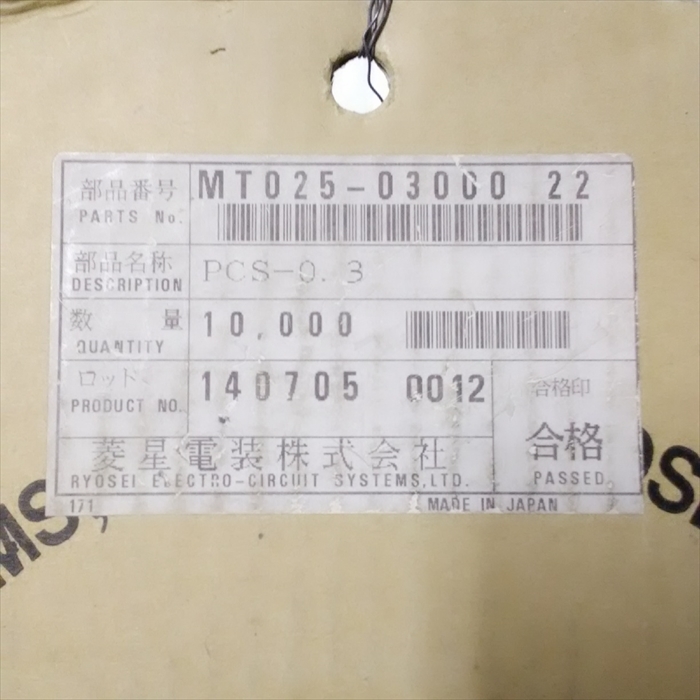 部品番号 MT025-03000 22
PARTS No.
部品名称 PCS-0.3
DESCRIPTION
数 量 10,000
QUANTITY
ロット 140705 0012 合格印
PRODUCT NO.
合格
菱星電装株式会社
RYOSEI ELECTRO-CIRCUIT SYSTEMS,LTD. PASSED
171 MADE IN JAPAN
MS,